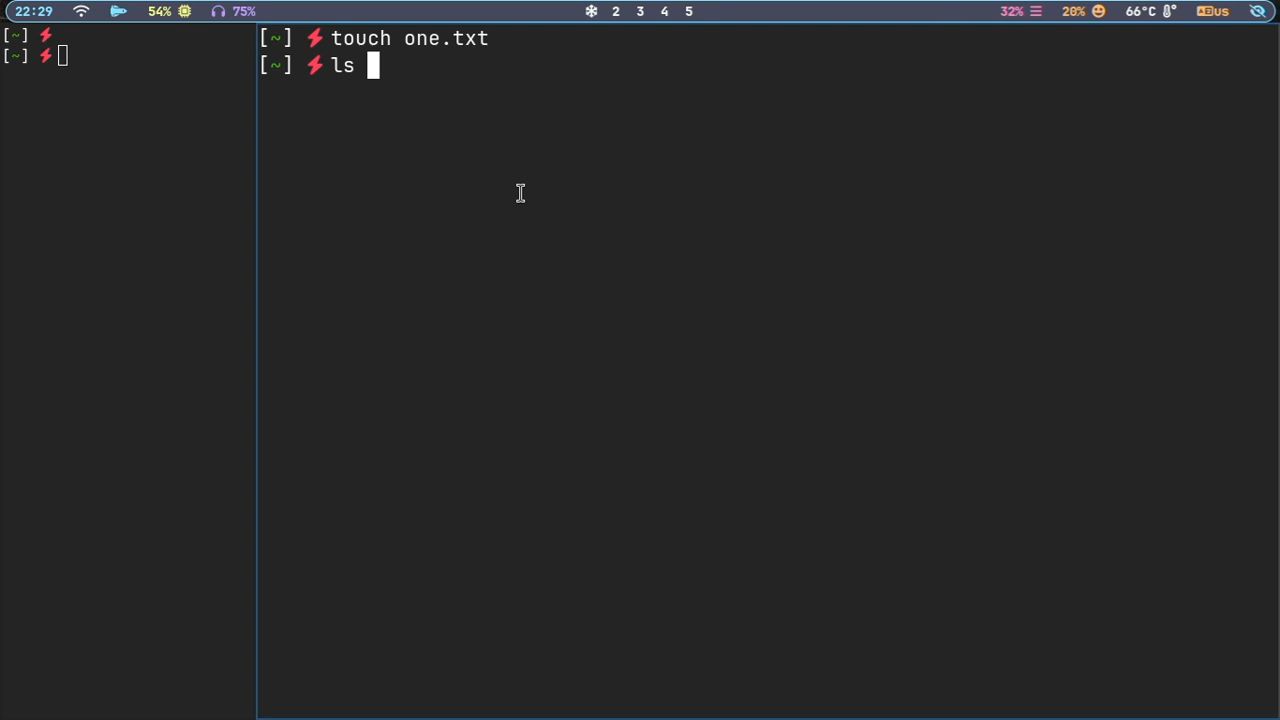 22:29 54% 75% 2 3 4 5 32% 20% 66°C US
[~]
[~]
[~] touch one.txt
[~] ls